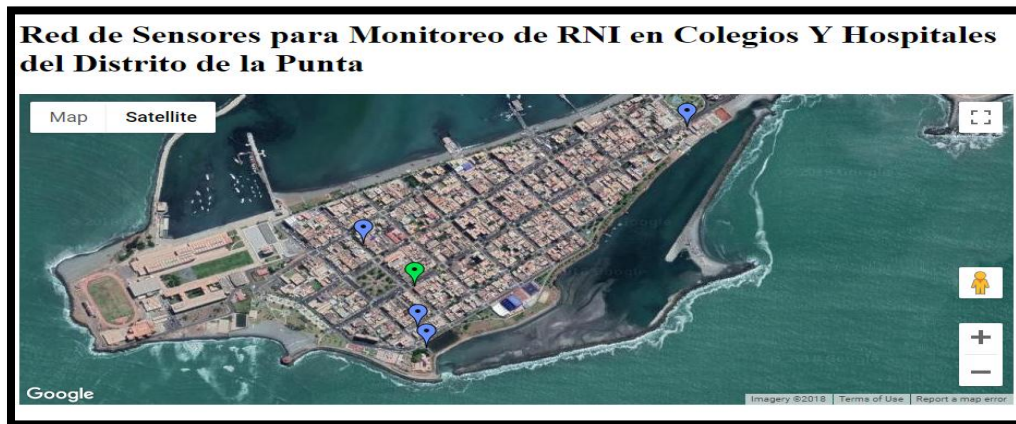 Red de Sensores para Monitoreo de RNI en Colegios Y Hospitales
del Distrito de la Punta
Map Satellite
Google
Imagery ©2018 Terms of Use Report a map error